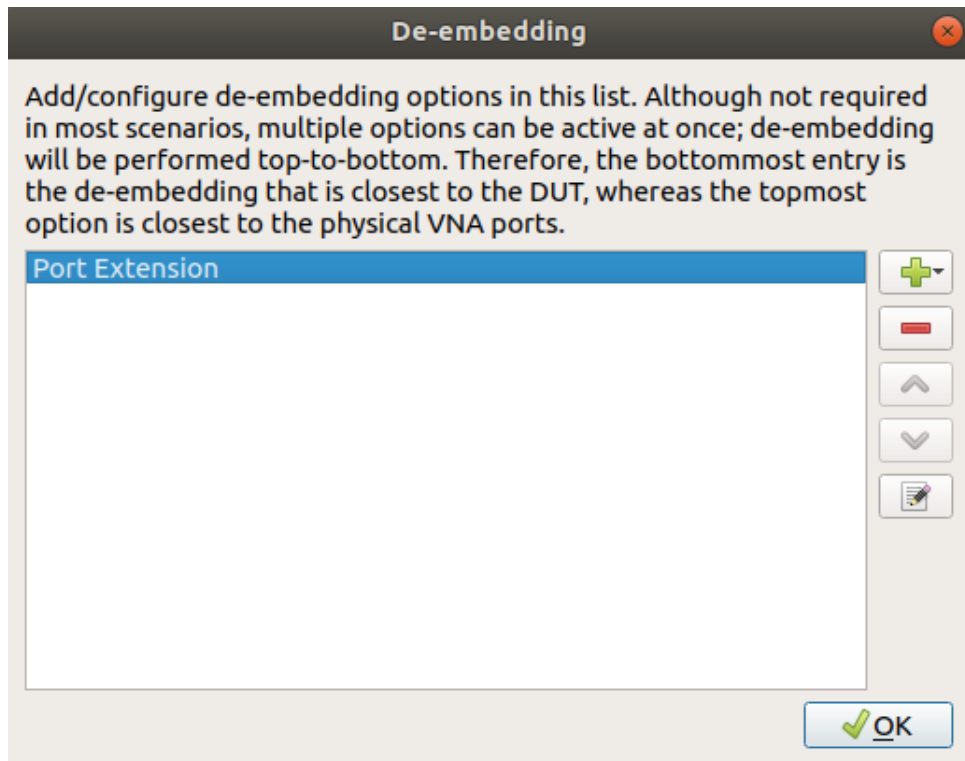 De-embedding
Add/configure de-embedding options in this list. Although not required
in most scenarios, multiple options can be active at once; de-embedding
will be performed top-to-bottom. Therefore, the bottommost entry is
the de-embedding that is closest to the DUT, whereas the topmost
option is closest to the physical VNA ports.
Port Extension
OK